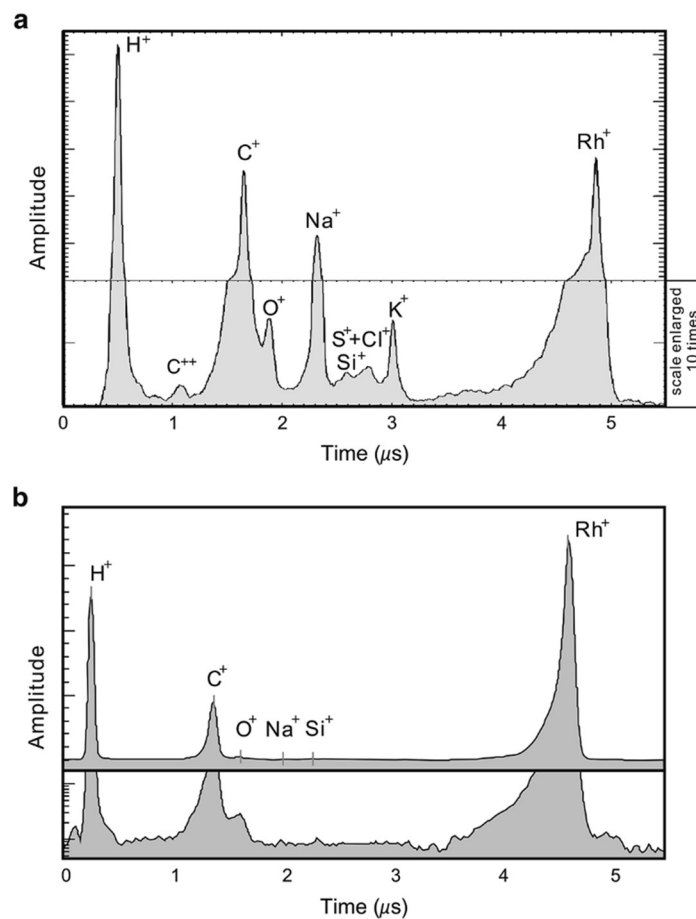 a
H+
C+
Rh+
Na+
O+
S+ +Cl+
K+
C++
Si+
Amplitude
scale enlarged
10 times
0 1 2 3 4 5
Time (μs)
b
Rh+
H+
C+
O+ Na+ Si+
Amplitude
0 1 2 3 4 5
Time (μs)